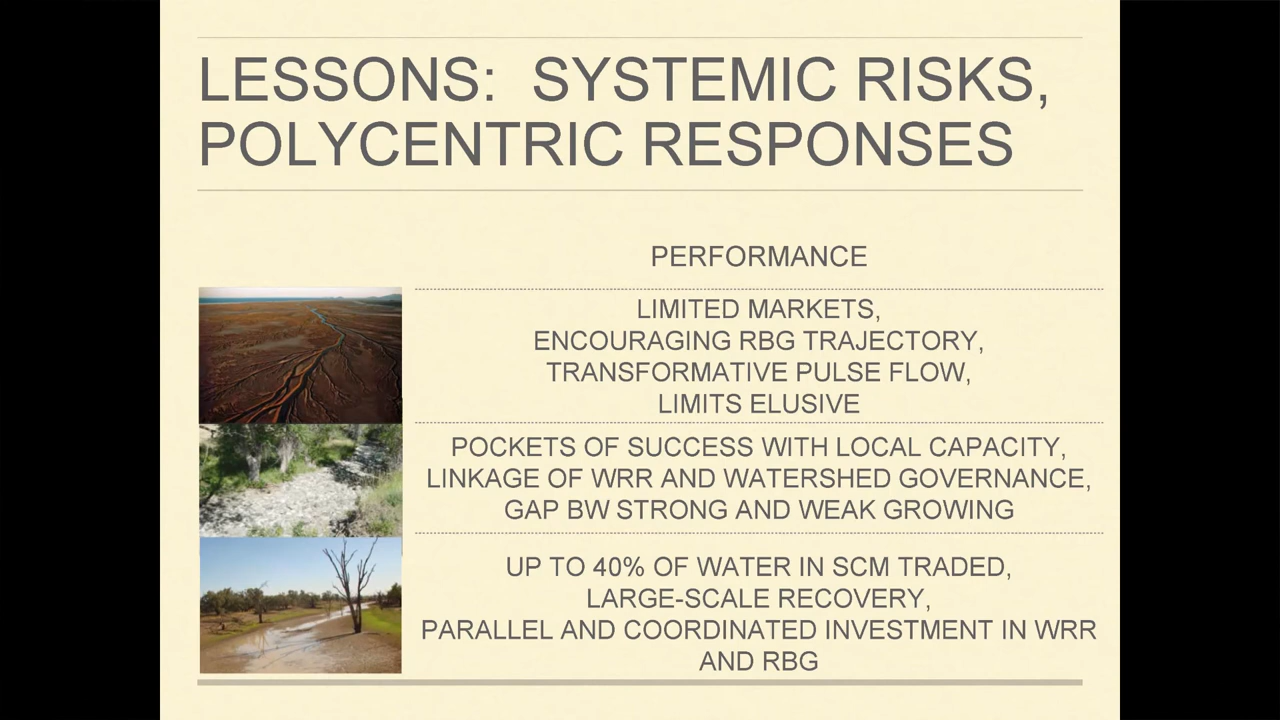 LESSONS: SYSTEMIC RISKS,
POLYCENTRIC RESPONSES
PERFORMANCE
LIMITED MARKETS,
ENCOURAGING RBG TRAJECTORY,
TRANSFORMATIVE PULSE FLOW,
LIMITS ELUSIVE
POCKETS OF SUCCESS WITH LOCAL CAPACITY,
LINKAGE OF WRR AND WATERSHED GOVERNANCE,
GAP BW STRONG AND WEAK GROWING
UP TO 40% OF WATER IN SCM TRADED,
LARGE-SCALE RECOVERY,
PARALLEL AND COORDINATED INVESTMENT IN WRR
AND RBG